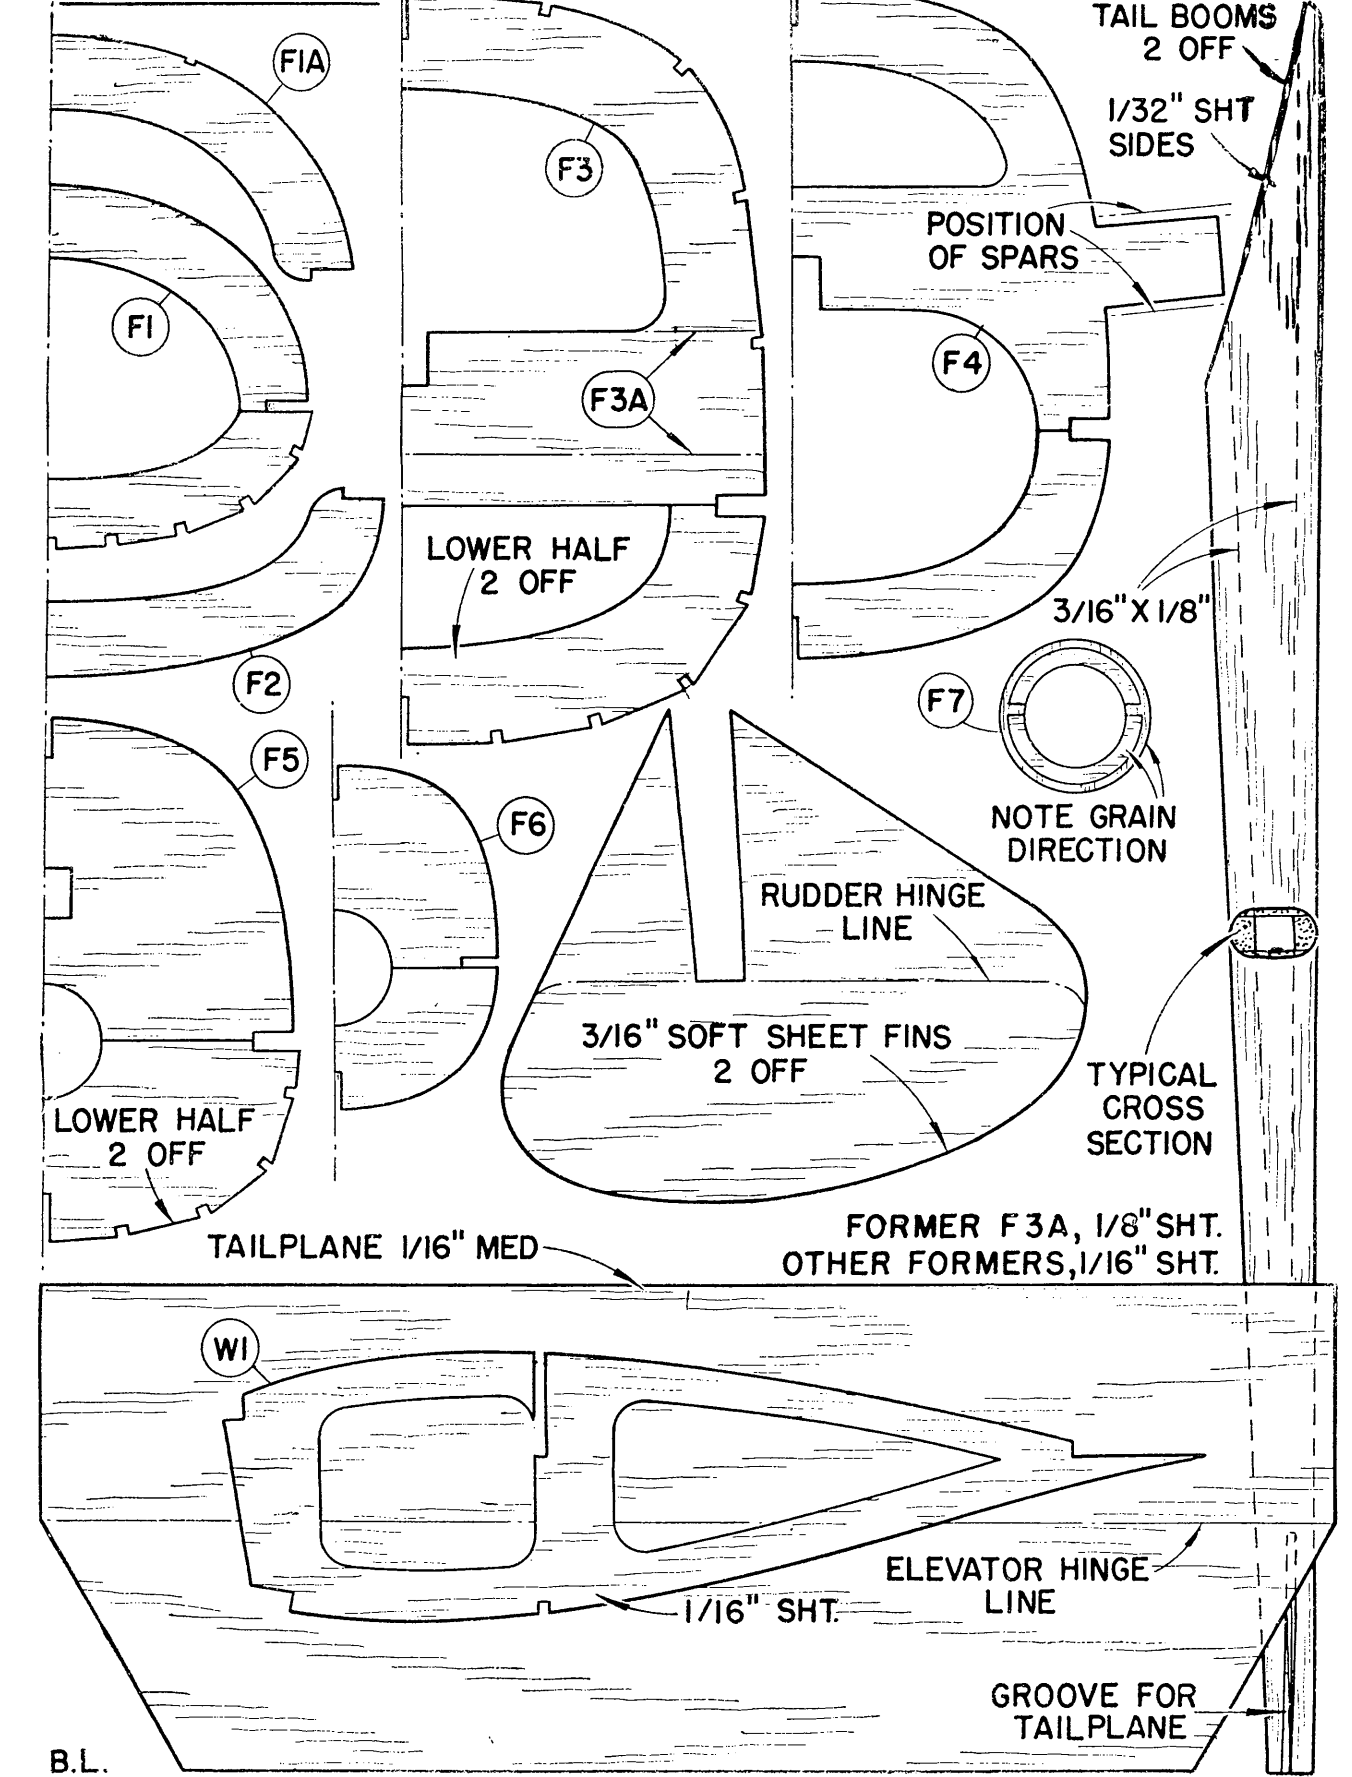 TAIL BOOMS
2 OFF
F1A
1/32" SHT
SIDES
F3
POSITION
OF SPARS
F1
F4
F3A
LOWER HALF
2 OFF
3/16" X 1/8"
F2
F7
F5
F6
NOTE GRAIN
DIRECTION
RUDDER HINGE
LINE
3/16" SOFT SHEET FINS
2 OFF
TYPICAL
CROSS
SECTION
LOWER HALF
2 OFF
FORMER F3A, 1/8" SHT.
OTHER FORMERS, 1/16" SHT.
TAILPLANE 1/16" MED
W1
ELEVATOR HINGE
LINE
1/16" SHT.
GROOVE FOR
TAILPLANE
B.L.